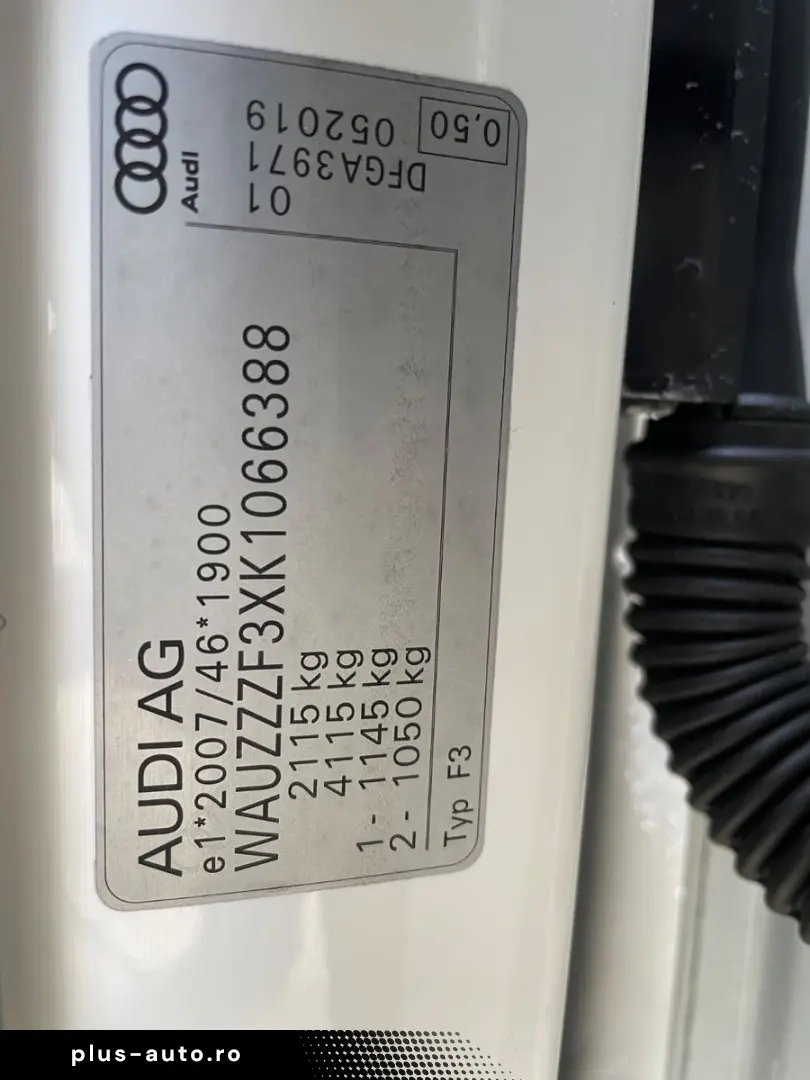 AUDI AG
e1*2007/46*1900
WAUZZZF3XK1066388
2115 kg
4115 kg
1 - 1145 kg
2 - 1050 kg
Typ F3
Audi
01
DFGA3971
052019
0,50
plus-auto.ro